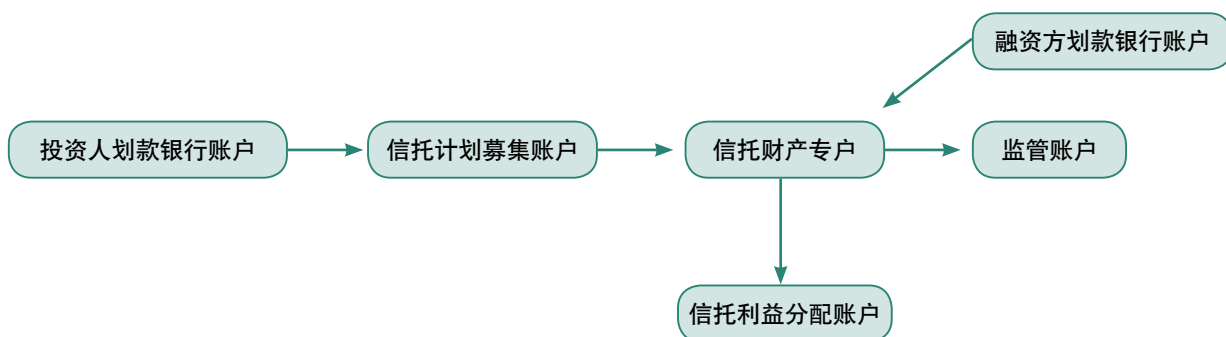 融资方划款银行账户
投资人划款银行账户
信托计划募集账户
信托财产专户
监管账户
信托利益分配账户